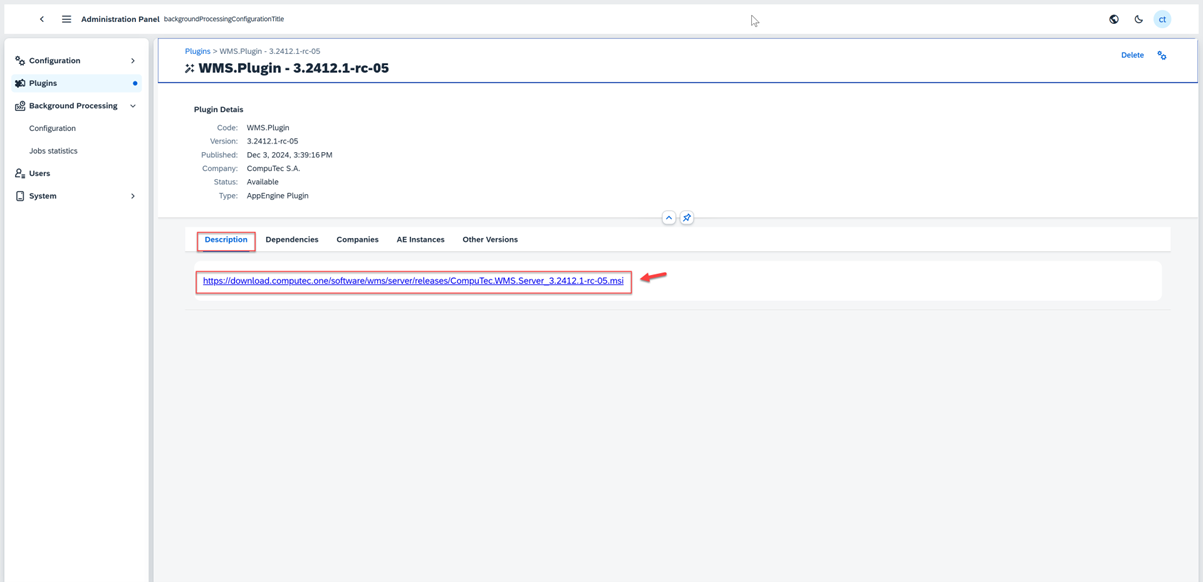 Administration Panel backgroundProcessingConfigurationTitle
ct
Configuration
Plugins
Background Processing
Configuration
Jobs statistics
Users
System
Plugins > WMS.Plugin - 3.2412.1-rc-05
WMS.Plugin - 3.2412.1-rc-05
Delete
Plugin Detais
Code: WMS.Plugin
Version: 3.2412.1-rc-05
Published: Dec 3, 2024, 3:39:16 PM
Company: CompuTec S.A.
Status: Available
Type: AppEngine Plugin
Description Dependencies Companies AE Instances Other Versions
https://download.computec.one/software/wms/server/releases/CompuTec.WMS.Server_3.2412.1-rc-05.msi